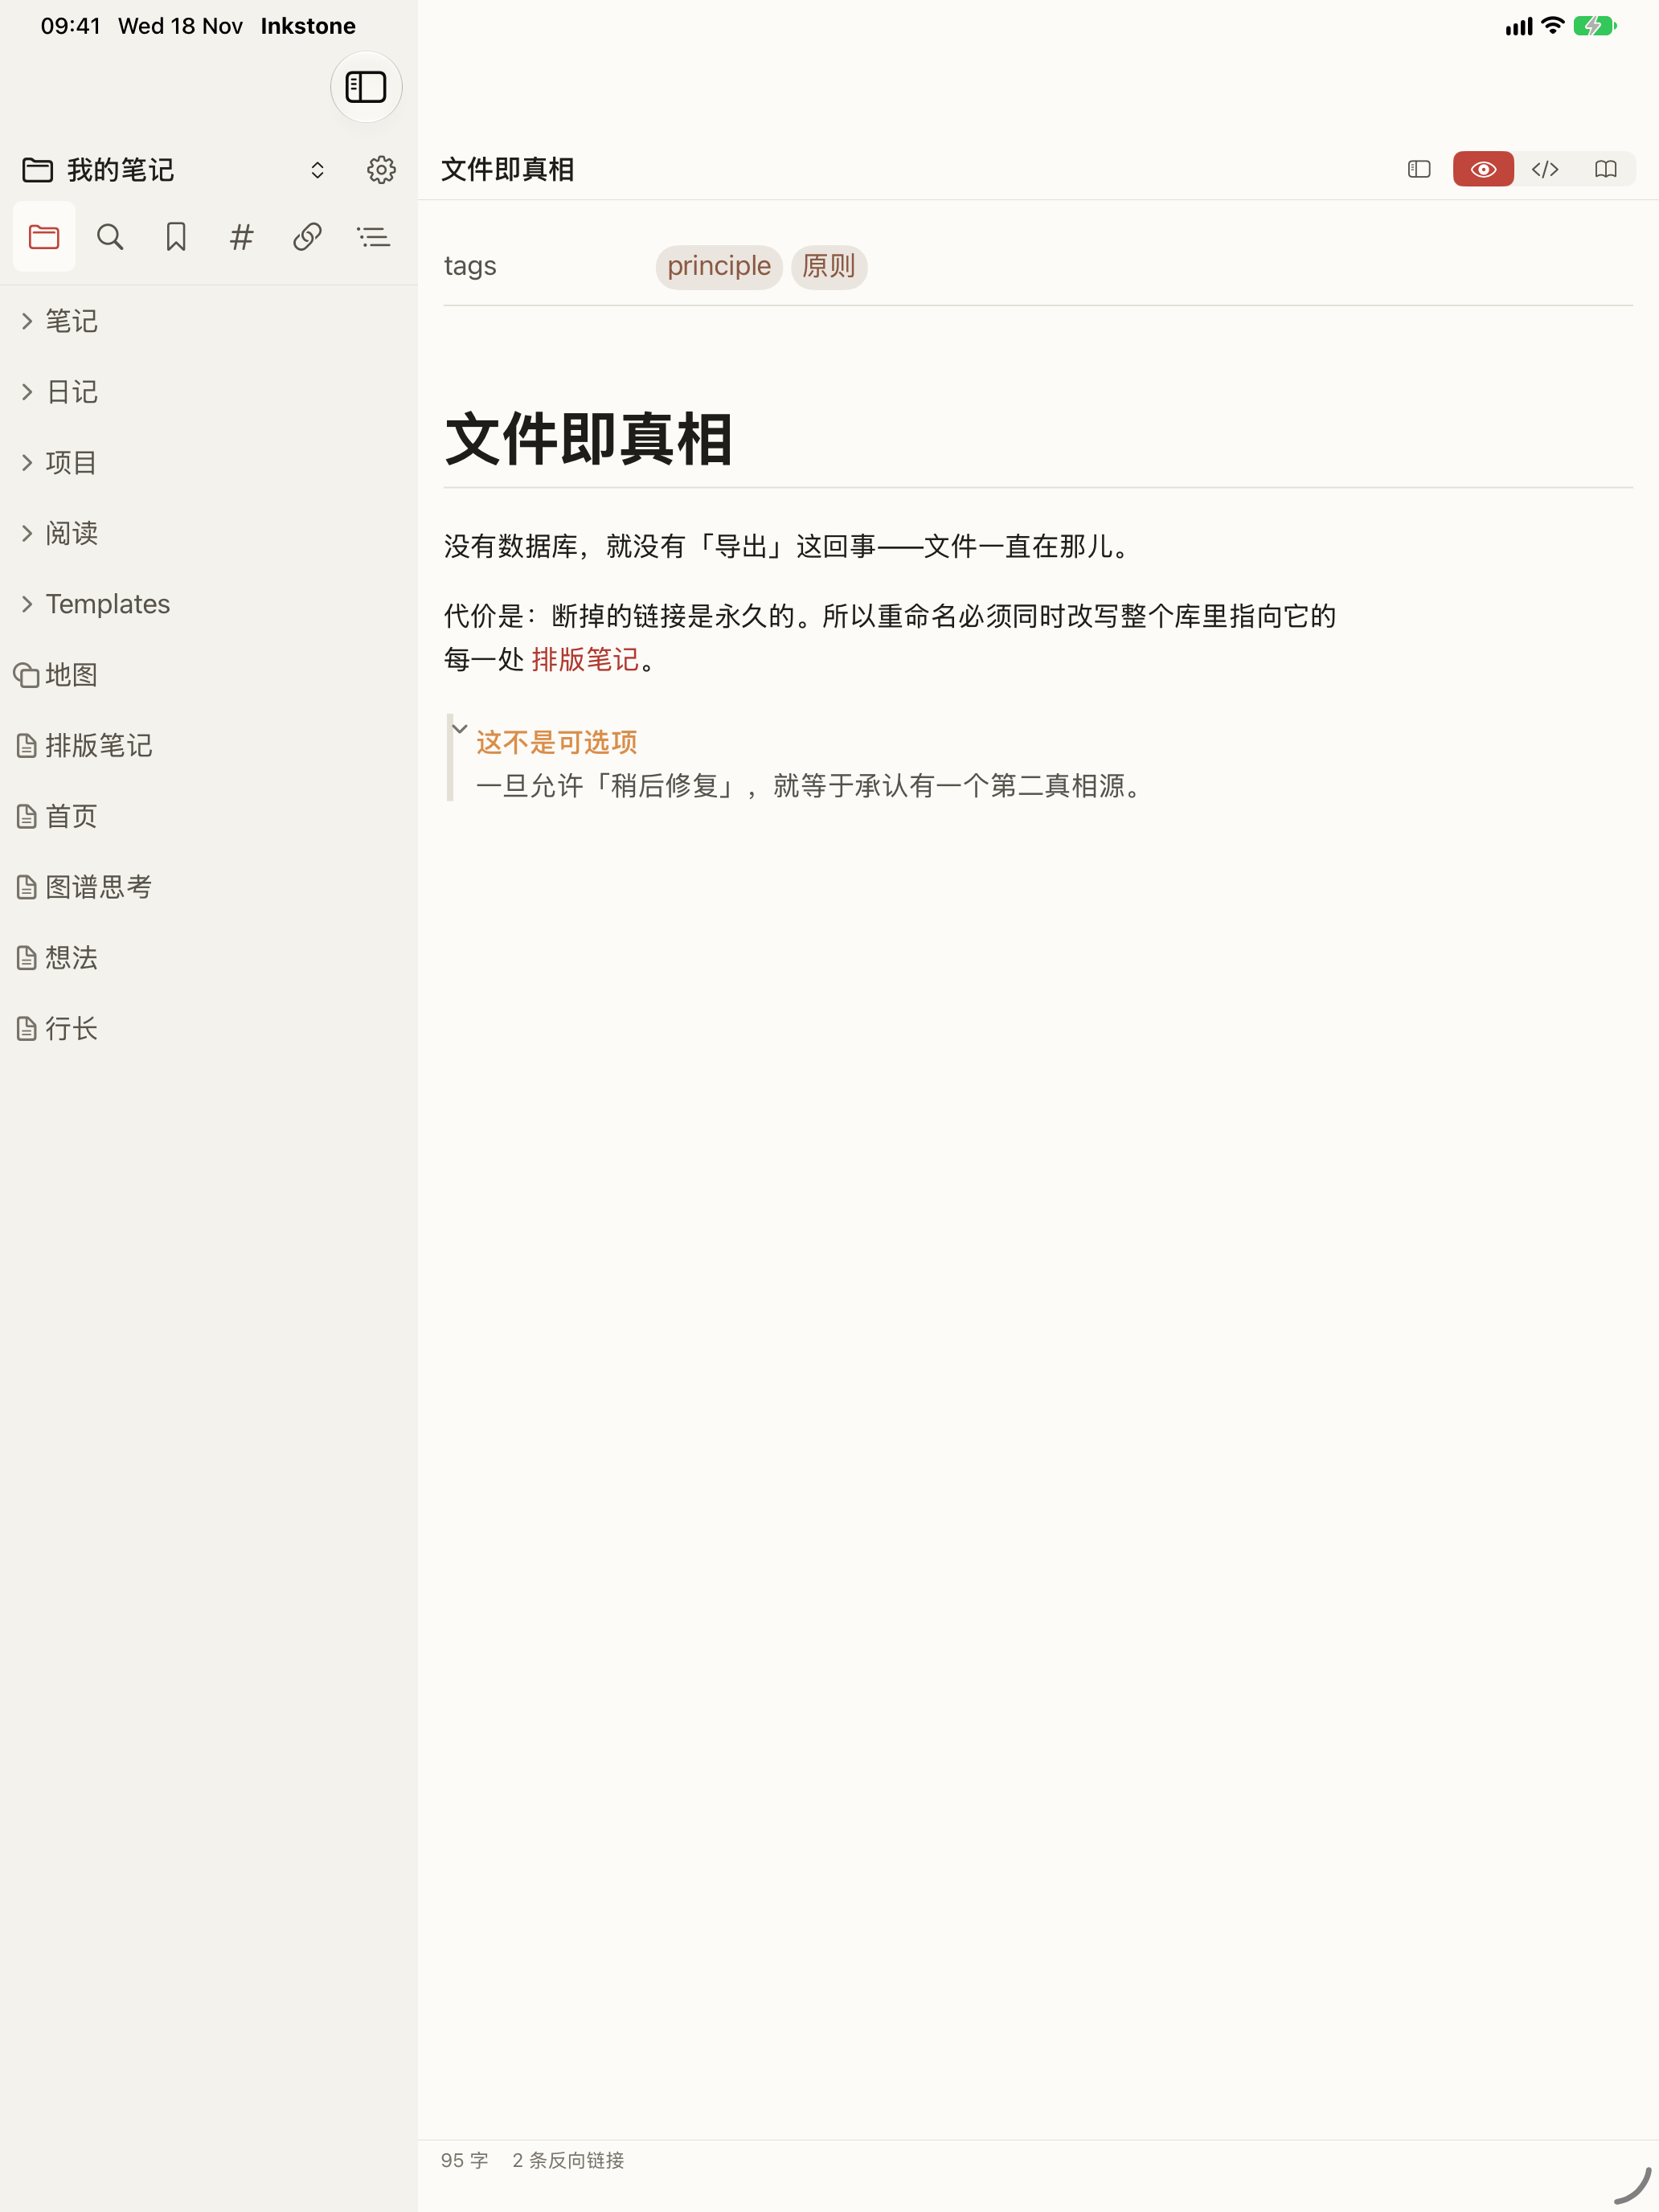 09:41 Wed 18 Nov Inkstone
我的笔记
笔记
日记
项目
阅读
Templates
地图
排版笔记
首页
图谱思考
想法
行长
文件即真相
tags principle 原则
文件即真相
没有数据库，就没有「导出」这回事——文件一直在那儿。
代价是：断掉的链接是永久的。所以重命名必须同时改写整个库里指向它的
每一处 排版笔记。
这不是可选项
一旦允许「稍后修复」，就等于承认有一个第二真相源。
95 字 2 条反向链接